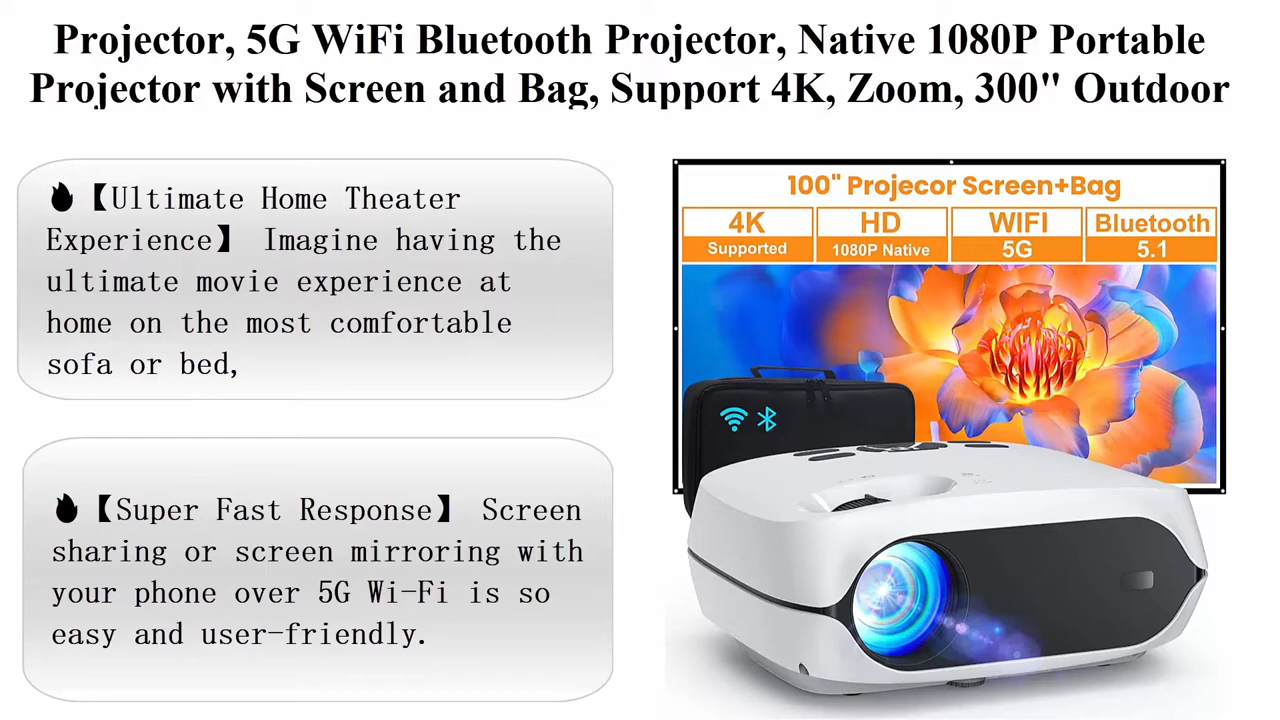 Projector, 5G WiFi Bluetooth Projector, Native 1080P Portable
Projector with Screen and Bag, Support 4K, Zoom, 300" Outdoor
【Ultimate Home Theater
Experience】 Imagine having the
ultimate movie experience at
home on the most comfortable
sofa or bed,
【Super Fast Response】 Screen
sharing or screen mirroring with
your phone over 5G Wi-Fi is so
easy and user-friendly.
100" Projecor Screen+Bag
4K
Supported
HD
1080P Native
WIFI
5G
Bluetooth
5.1